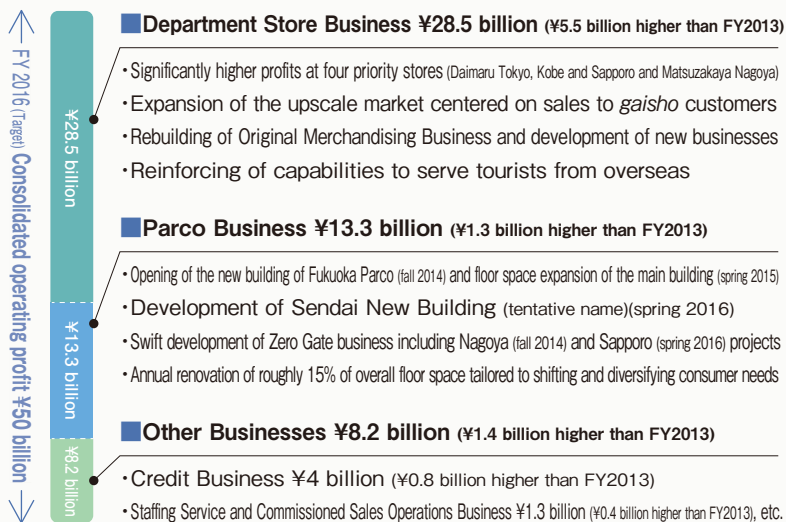 FY 2016 (Target) Consolidated operating profit ¥50 billion
¥28.5 billion
¥13.3 billion
¥8.2 billion
■Department Store Business ¥28.5 billion (¥5.5 billion higher than FY2013)
・Significantly higher profits at four priority stores (Daimaru Tokyo, Kobe and Sapporo and Matsuzakaya Nagoya)
・Expansion of the upscale market centered on sales to gaisho customers
・Rebuilding of Original Merchandising Business and development of new businesses
・Reinforcing of capabilities to serve tourists from overseas
■Parco Business ¥13.3 billion (¥1.3 billion higher than FY2013)
・Opening of the new building of Fukuoka Parco (fall 2014) and floor space expansion of the main building (spring 2015)
・Development of Sendai New Building (tentative name)(spring 2016)
・Swift development of Zero Gate business including Nagoya (fall 2014) and Sapporo (spring 2016) projects
・Annual renovation of roughly 15% of overall floor space tailored to shifting and diversifying consumer needs
■Other Businesses ¥8.2 billion (¥1.4 billion higher than FY2013)
・Credit Business ¥4 billion (¥0.8 billion higher than FY2013)
・Staffing Service and Commissioned Sales Operations Business ¥1.3 billion (¥0.4 billion higher than FY2013), etc.